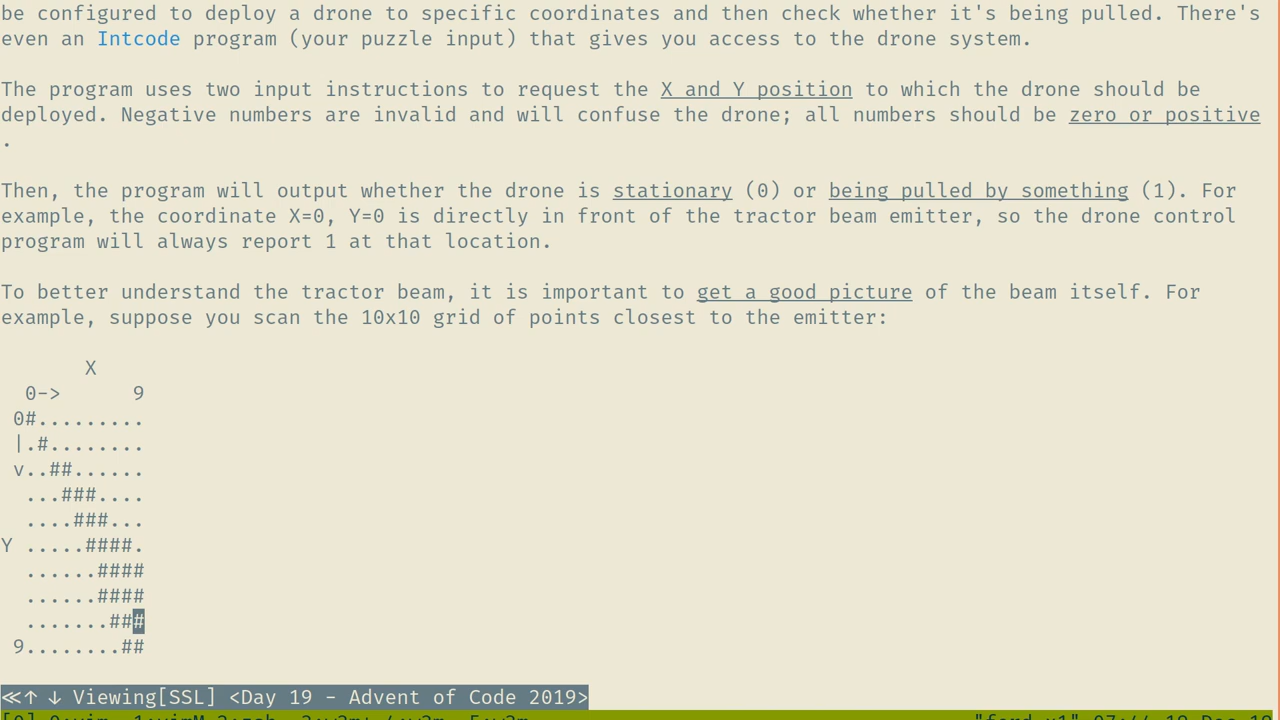 be configured to deploy a drone to specific coordinates and then check whether it's being pulled. There's
even an Intcode program (your puzzle input) that gives you access to the drone system.
The program uses two input instructions to request the X and Y position to which the drone should be
deployed. Negative numbers are invalid and will confuse the drone; all numbers should be zero or positive
.
Then, the program will output whether the drone is stationary (0) or being pulled by something (1). For
example, the coordinate X=0, Y=0 is directly in front of the tractor beam emitter, so the drone control
program will always report 1 at that location.
To better understand the tractor beam, it is important to get a good picture of the beam itself. For
example, suppose you scan the 10x10 grid of points closest to the emitter:
       X
  0->      9
 0#.........
 |.#........
 v..##......
  ...###....
  ....###...
Y .....####.
  ......####
  ......####
  .......###
 9........##
≪↑ ↓ Viewing[SSL] <Day 19 - Advent of Code 2019>